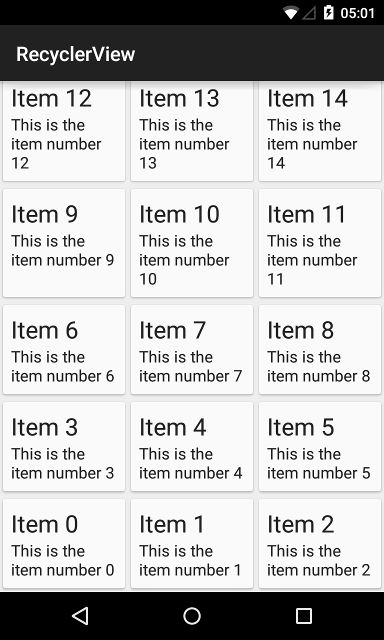 05:01
RecyclerView
Item 12
This is the
item number
12
Item 13
This is the
item number
13
Item 14
This is the
item number
14
Item 9
This is the
item number 9
Item 10
This is the
item number
10
Item 11
This is the
item number
11
Item 6
This is the
item number 6
Item 7
This is the
item number 7
Item 8
This is the
item number 8
Item 3
This is the
item number 3
Item 4
This is the
item number 4
Item 5
This is the
item number 5
Item 0
This is the
item number 0
Item 1
This is the
item number 1
Item 2
This is the
item number 2